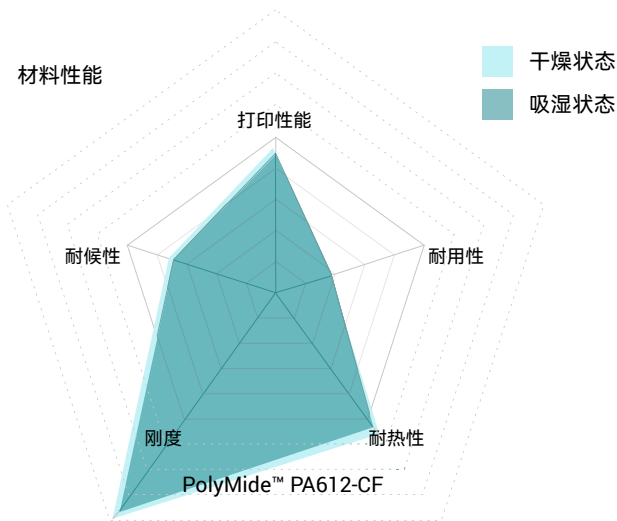 材料性能
干燥状态
吸湿状态
打印性能
耐候性
耐用性
刚度
耐热性
PolyMide™ PA612-CF